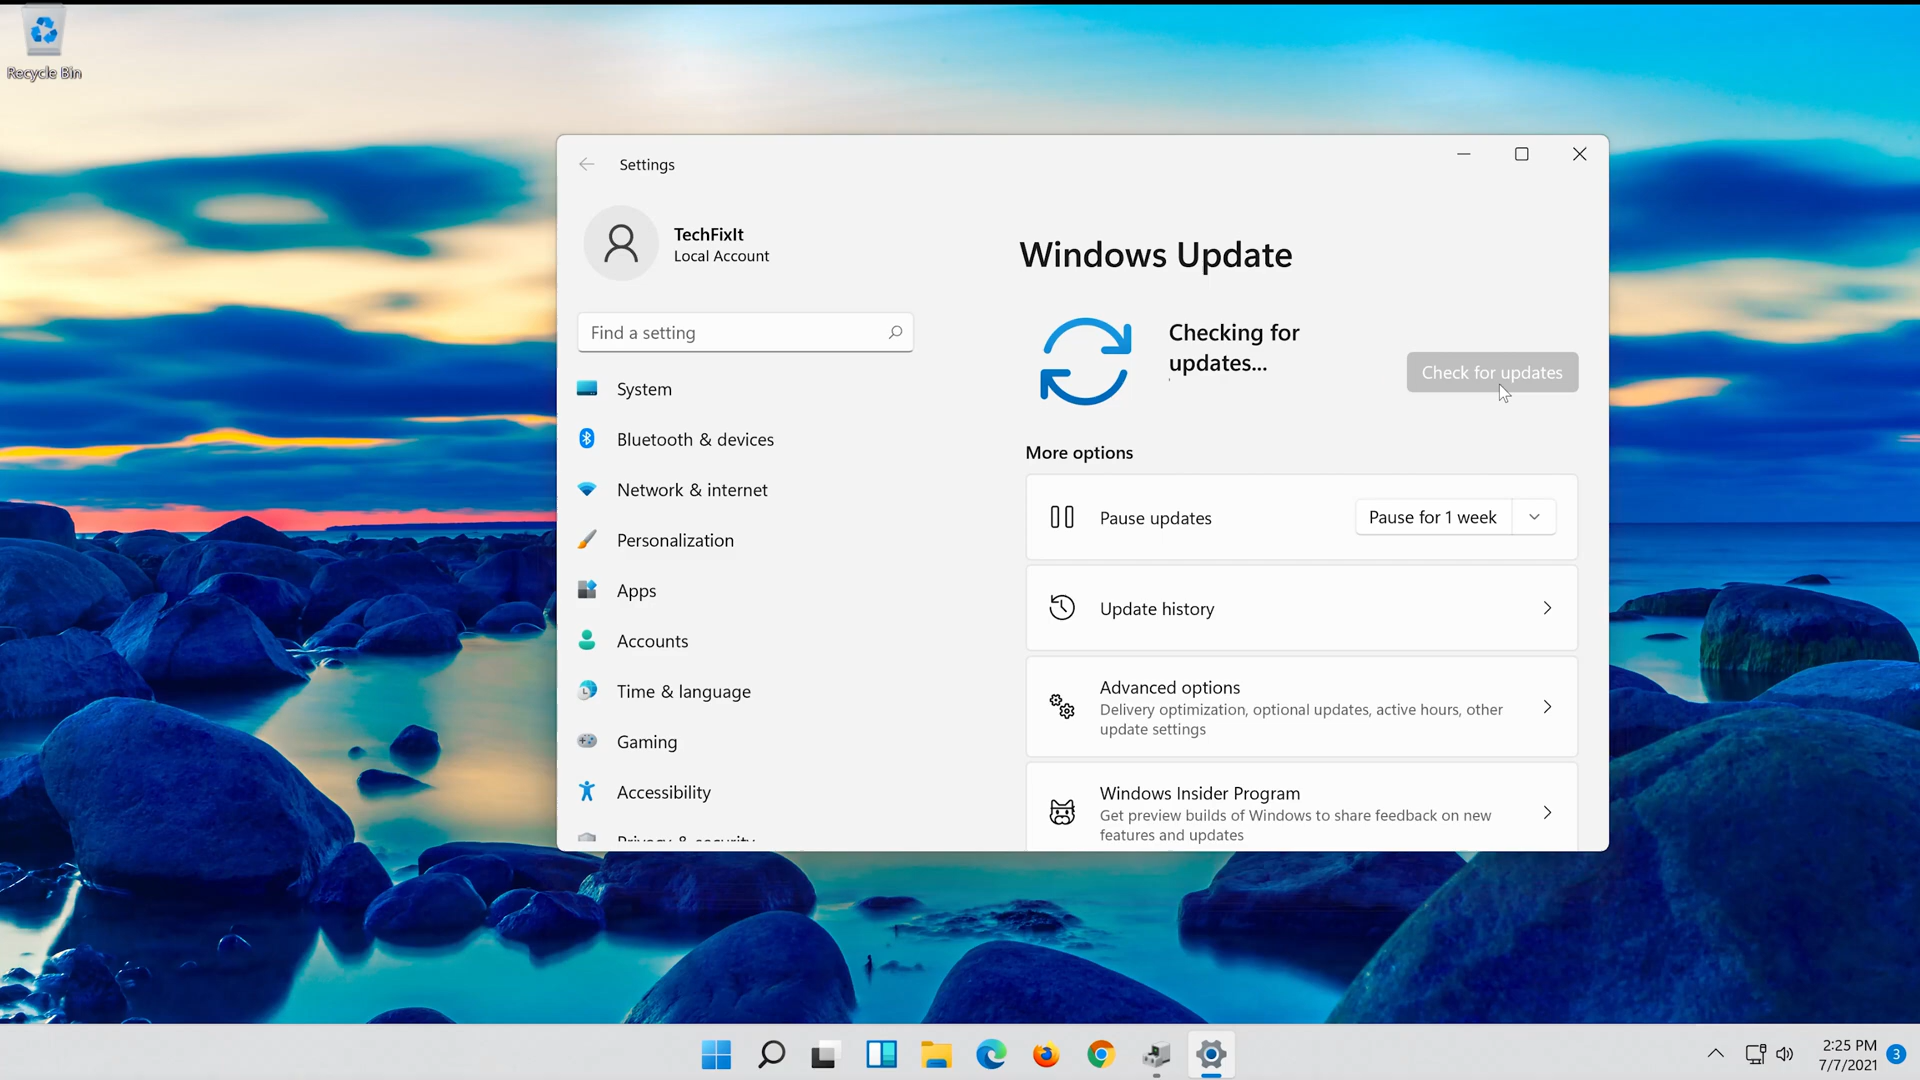 Recycle Bin
Settings
TechFixIt
Local Account
Find a setting
System
Bluetooth & devices
Network & internet
Personalization
Apps
Accounts
Time & language
Gaming
Accessibility
Privacy & security
Windows Update
Checking for
updates...
Check for updates
More options
Pause updates
Pause for 1 week
Update history
Advanced options
Delivery optimization, optional updates, active hours, other
update settings
Windows Insider Program
Get preview builds of Windows to share feedback on new
features and updates
2:25 PM
7/7/2021
3